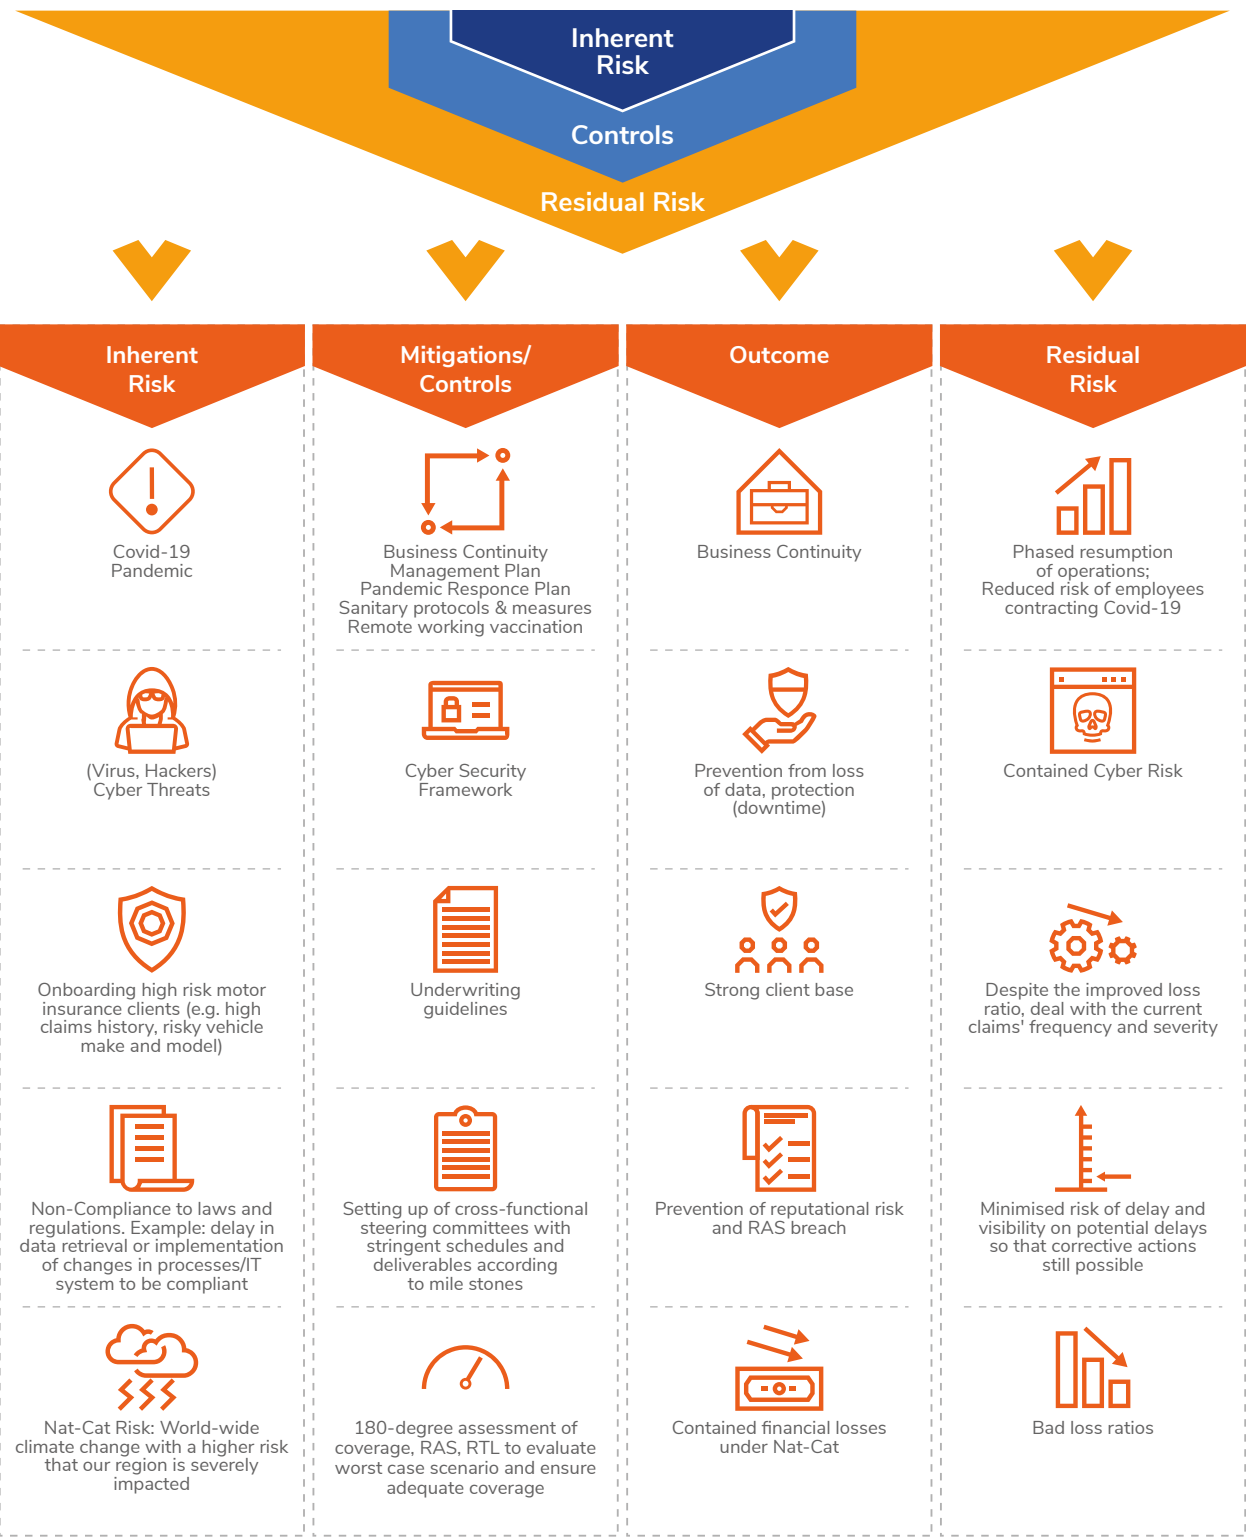 Inherent
Risk
Controls
Residual Risk
Inherent
Risk
Mitigations/
Controls
Outcome
Residual
Risk
Covid-19
Pandemic
Business Continuity
Management Plan
Pandemic Responce Plan
Sanitary protocols & measures
Remote working vaccination
Business Continuity
Phased resumption
of operations;
Reduced risk of employees
contracting Covid-19
(Virus, Hackers)
Cyber Threats
Cyber Security
Framework
Prevention from loss
of data, protection
(downtime)
Contained Cyber Risk
Onboarding high risk motor
insurance clients (e.g. high
claims history, risky vehicle
make and model)
Underwriting
guidelines
Strong client base
Despite the improved loss
ratio, deal with the current
claims' frequency and severity
Non-Compliance to laws and
regulations. Example: delay in
data retrieval or implementation
of changes in processes/IT
system to be compliant
Setting up of cross-functional
steering committees with
stringent schedules and
deliverables according
to mile stones
Prevention of reputational risk
and RAS breach
Minimised risk of delay and
visibility on potential delays
so that corrective actions
still possible
Nat-Cat Risk: World-wide
climate change with a higher risk
that our region is severely
impacted
180-degree assessment of
coverage, RAS, RTL to evaluate
worst case scenario and ensure
adequate coverage
Contained financial losses
under Nat-Cat
Bad loss ratios